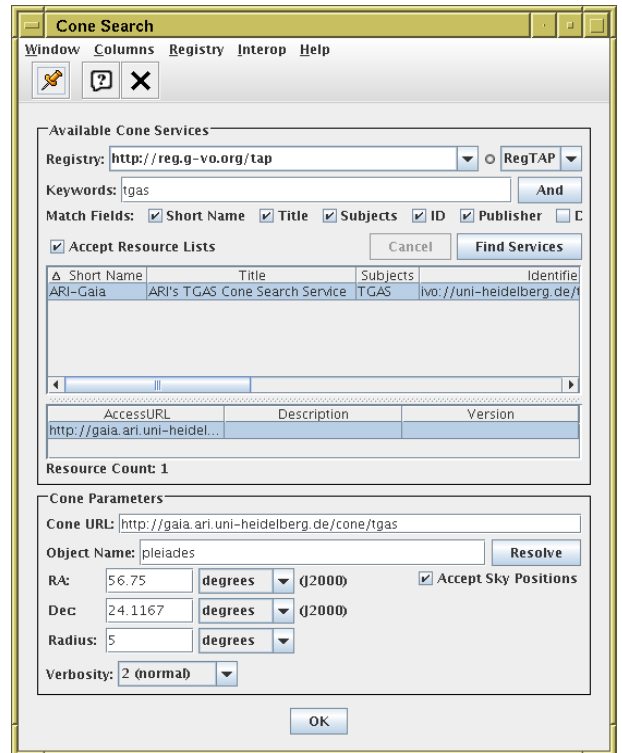 Cone Search
Window Columns Registry Interop Help
Available Cone Services
Registry: http://reg.g-vo.org/tap RegTAP
Keywords: tgas And
Match Fields: Short Name Title Subjects ID Publisher
Accept Resource Lists Cancel Find Services
Short Name Title Subjects Identifie
ARI-Gaia ARI's TGAS Cone Search Service TGAS ivo://uni-heidelberg.de/t
AccessURL Description Version
http://gaia.ari.uni-heidel...
Resource Count: 1
Cone Parameters
Cone URL: http://gaia.ari.uni-heidelberg.de/cone/tgas
Object Name: pleiades Resolve
RA: 56.75 degrees (J2000) Accept Sky Positions
Dec: 24.1167 degrees (J2000)
Radius: 5 degrees
Verbosity: 2 (normal)
OK